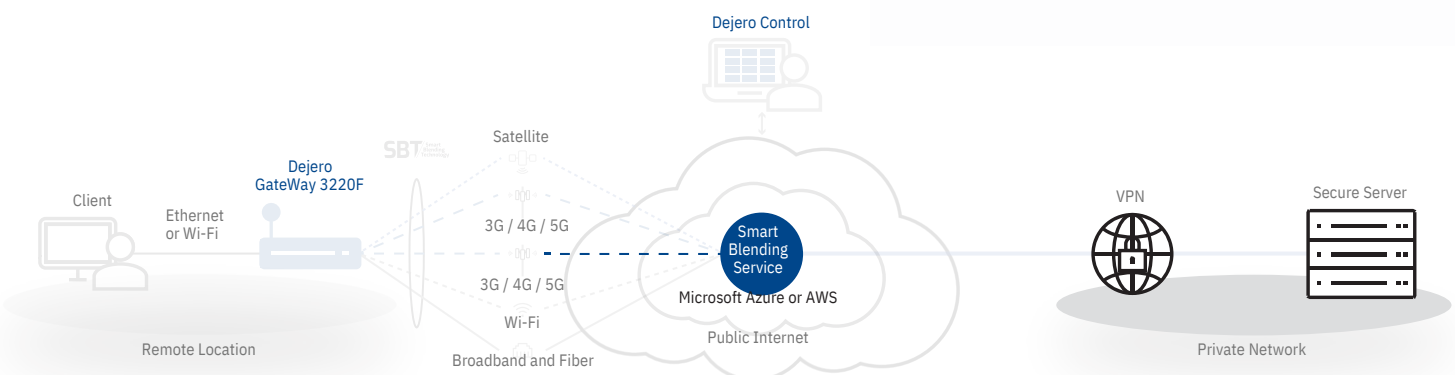 Dejero Control
Satellite
SBT
Dejero
GateWay 3220F
Client
Ethernet
or Wi-Fi
3G / 4G / 5G
3G / 4G / 5G
Wi-Fi
Broadband and Fiber
Smart
Blending
Service
Microsoft Azure or AWS
Public Internet
VPN
Secure Server
Remote Location
Private Network